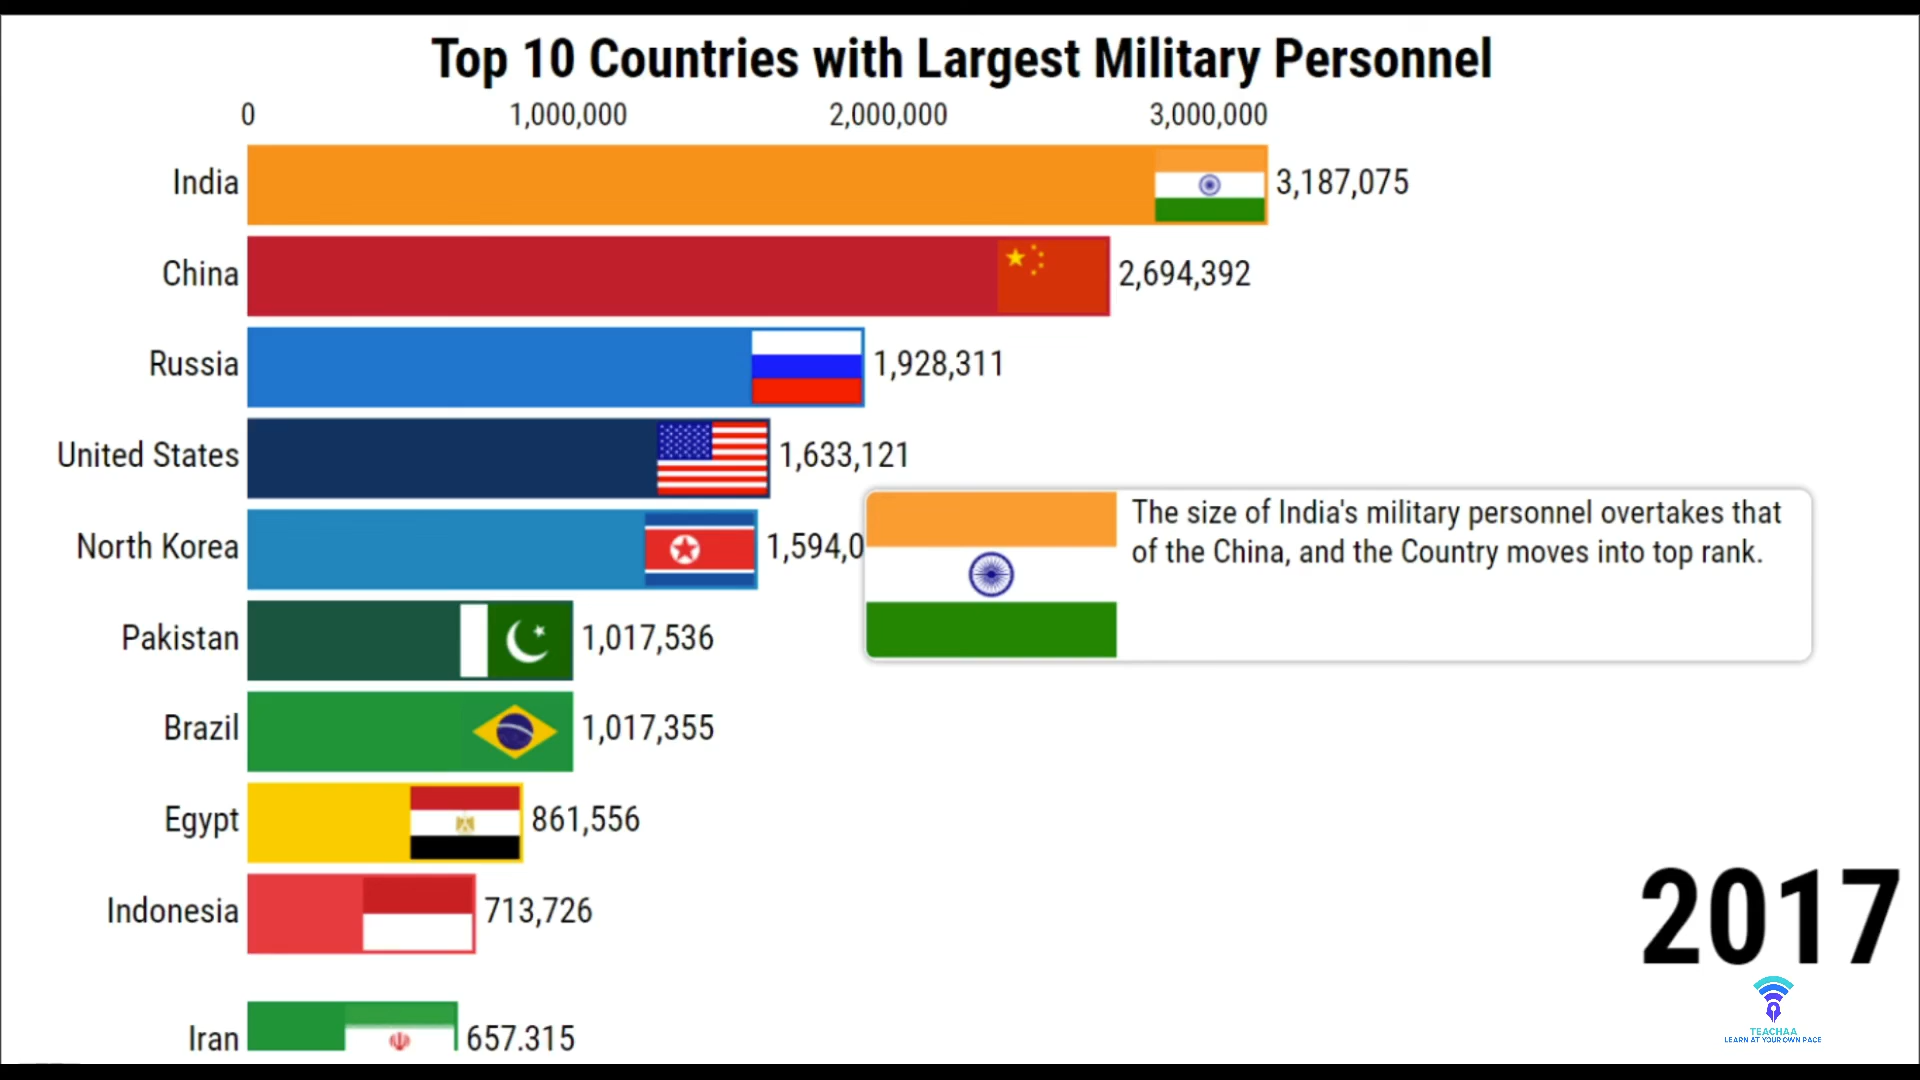 Top 10 Countries with Largest Military Personnel
0 1,000,000 2,000,000 3,000,000
India 3,187,075
China 2,694,392
Russia 1,928,311
United States 1,633,121
North Korea 1,594,0
The size of India's military personnel overtakes that
of the China, and the Country moves into top rank.
Pakistan 1,017,536
Brazil 1,017,355
Egypt 861,556
Indonesia 713,726
2017
Iran 657.315
TEACHAA
LEARN AT YOUR OWN PACE